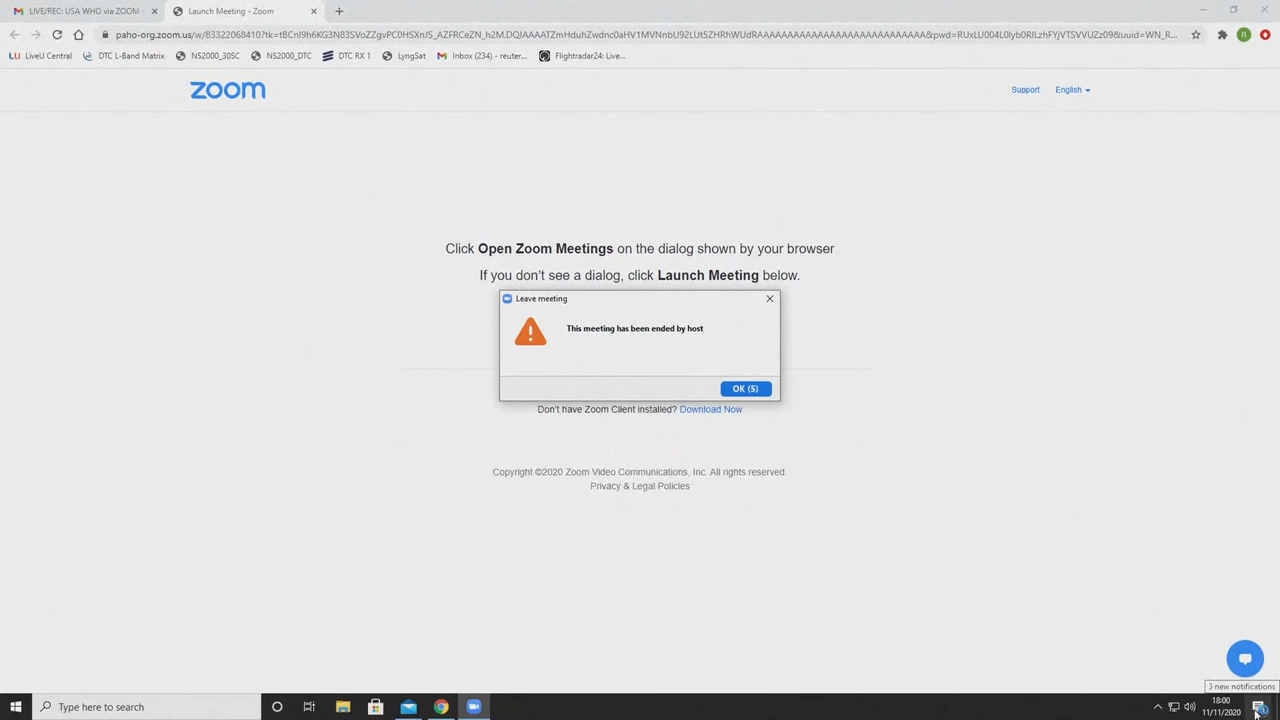 LIVE/REC: USA WHO via ZOOM
Launch Meeting - Zoom
LU LiveU Central
DTC L-Band Matrix
NS2000_30SC
NS2000_DTC
DTC RX 1
LyngSat
Inbox (234) - reuter...
Flightradar24: Live...
R
zoom
Support
English
Click Open Zoom Meetings on the dialog shown by your browser
If you don't see a dialog, click Launch Meeting below.
Leave meeting
This meeting has been ended by host
OK (5)
Don't have Zoom Client installed? Download Now
Copyright ©2020 Zoom Video Communications, Inc. All rights reserved.
Privacy & Legal Policies
3 new notifications
Type here to search
18:00
11/11/2020